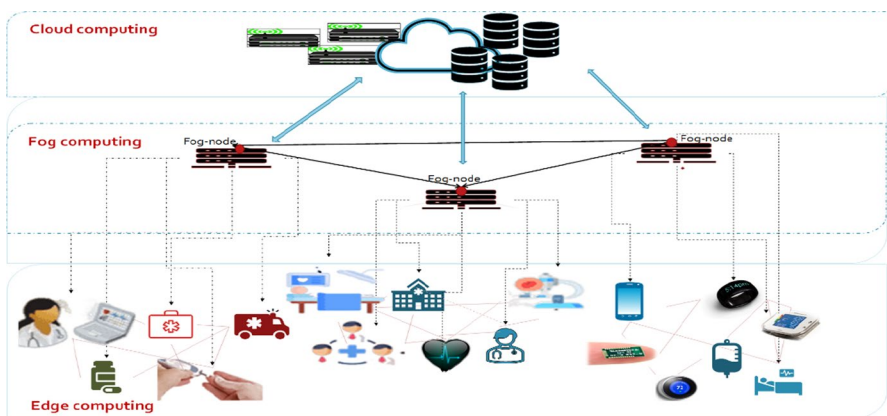 Cloud computing
Fog computing
Fog-node
Fog-node
Fog-node
Edge computing